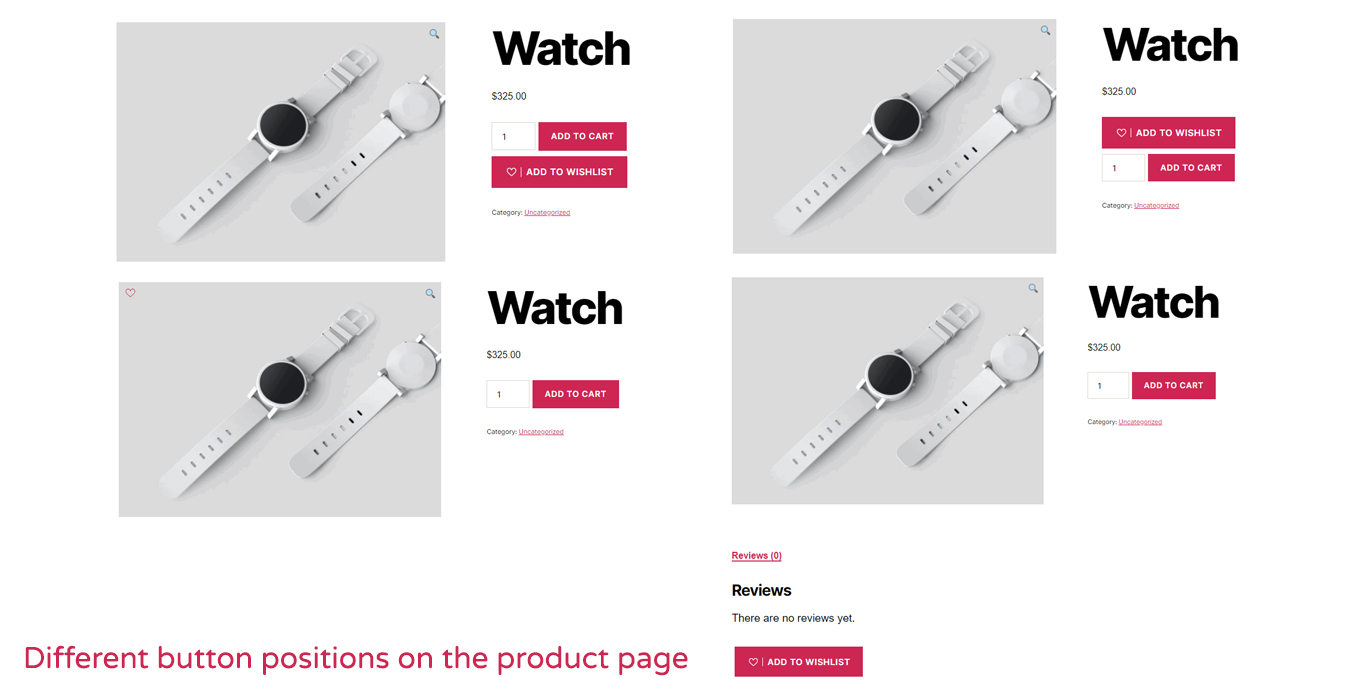 Watch
$325.00
1 ADD TO CART
ADD TO WISHLIST
Category: Uncategorized
Watch
$325.00
ADD TO WISHLIST
1 ADD TO CART
Category: Uncategorized
Watch
$325.00
1 ADD TO CART
Category: Uncategorized
Watch
$325.00
1 ADD TO CART
Category: Uncategorized
Reviews (0)
Reviews
There are no reviews yet.
ADD TO WISHLIST
Different button positions on the product page